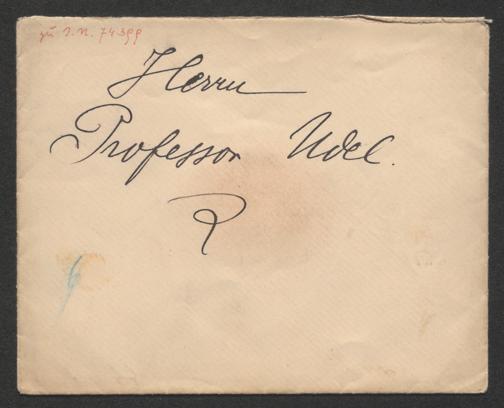 zu I.N. 74399
Herrn
Professor Udel.
R